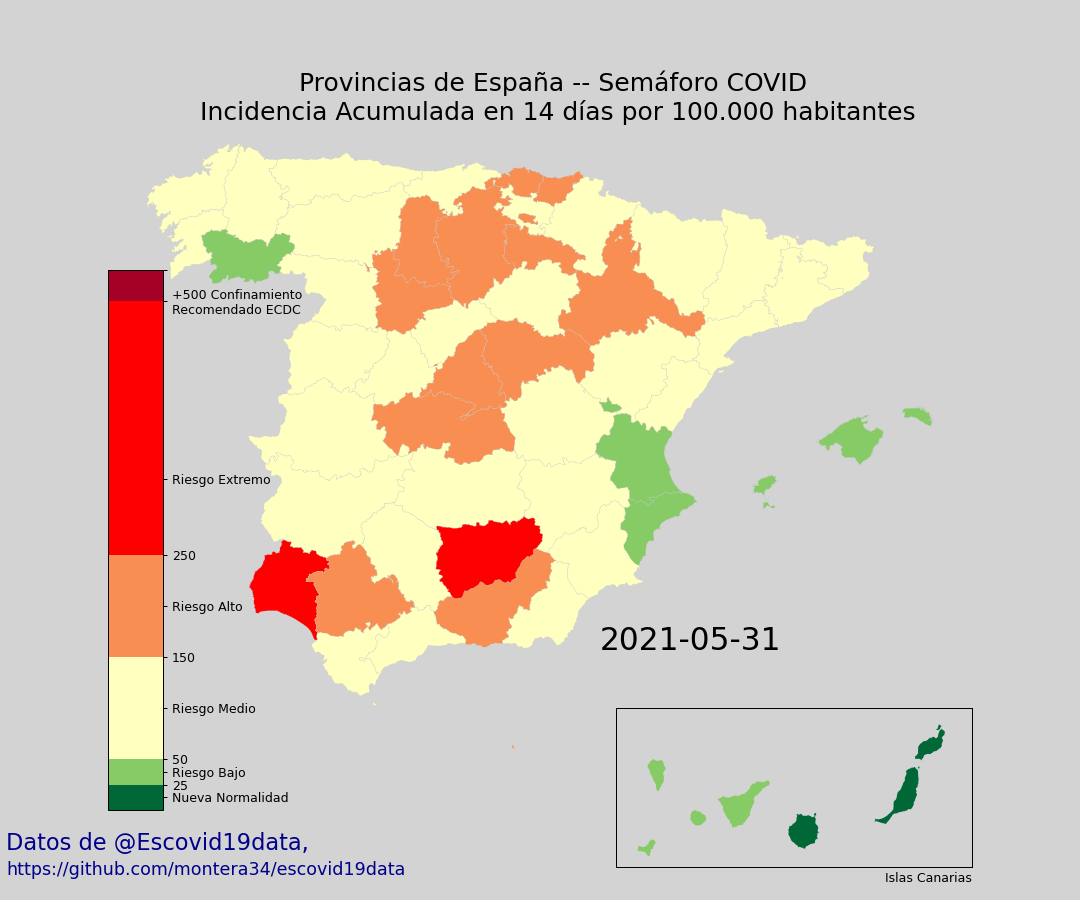 Provincias de España -- Semáforo COVID
Incidencia Acumulada en 14 días por 100.000 habitantes
+500 Confinamiento
Recomendado ECDC
Riesgo Extremo
250
Riesgo Alto
150
Riesgo Medio
50
Riesgo Bajo
25
Nueva Normalidad
2021-05-31
Islas Canarias
Datos de @Escovid19data,
https://github.com/montera34/escovid19data